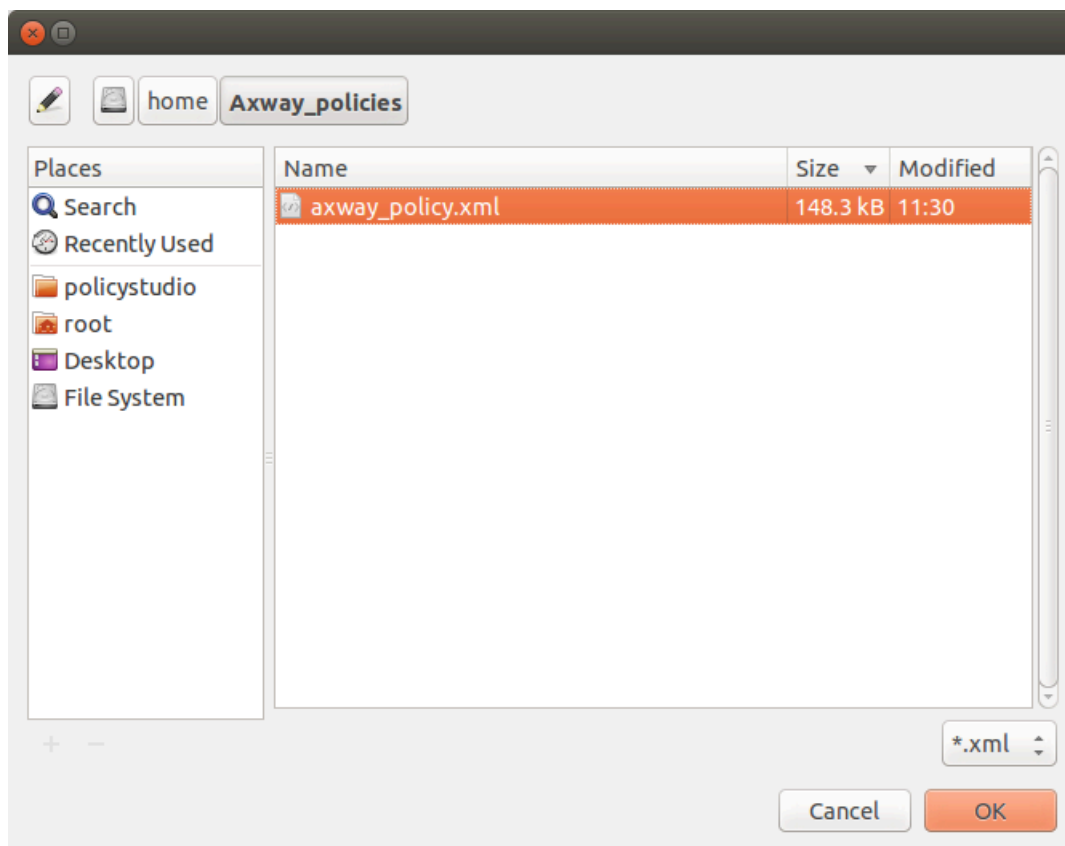 home Axway_policies
Places
Search
Recently Used
policystudio
root
Desktop
File System
Name Size Modified
axway_policy.xml 148.3 kB 11:30
*.xml
Cancel OK